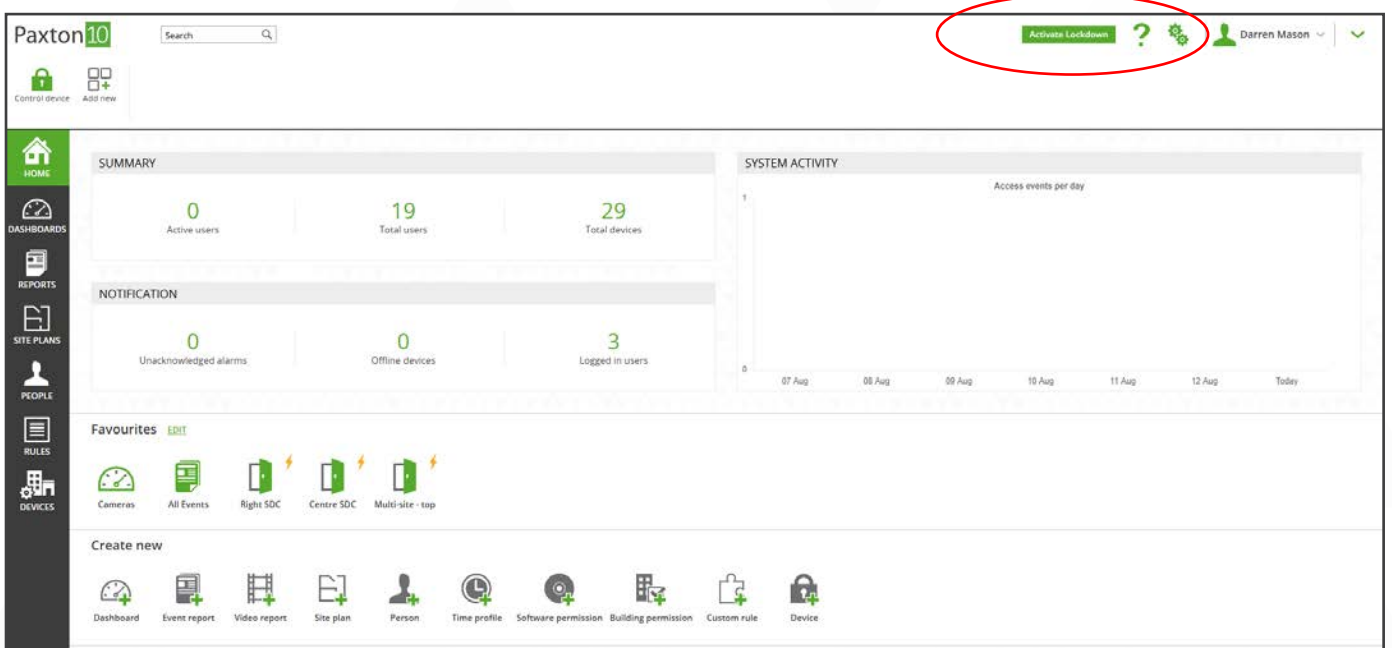 Paxton10
Search
Activate Lockdown
?
Darren Mason
Control device
Add new
HOME
DASHBOARDS
REPORTS
SITE PLANS
PEOPLE
RULES
DEVICES
SUMMARY
0
Active users
19
Total users
29
Total devices
NOTIFICATION
0
Unacknowledged alarms
0
Offline devices
3
Logged in users
SYSTEM ACTIVITY
Access events per day
1
0
07 Aug
08 Aug
09 Aug
10 Aug
11 Aug
12 Aug
Today
Favourites EDIT
Cameras
All Events
Right SDC
Centre SDC
Multi-site - top
Create new
Dashboard
Event report
Video report
Site plan
Person
Time profile
Software permission
Building permission
Custom rule
Device